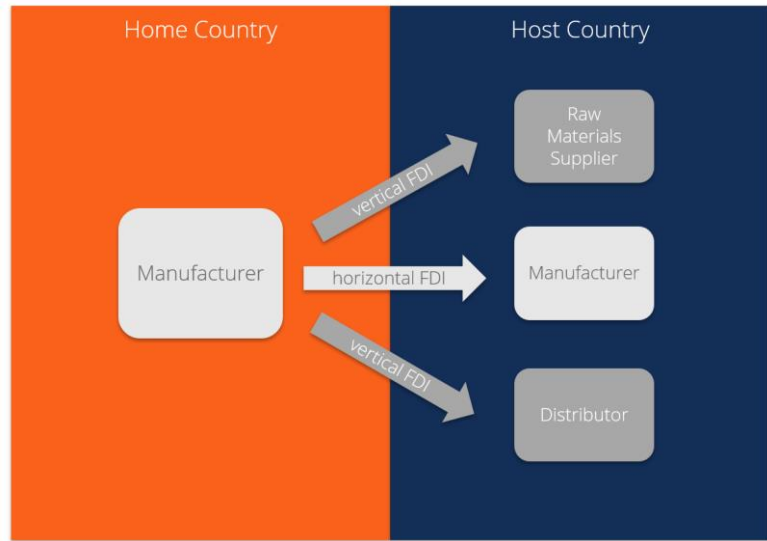 Home Country
Host Country
Raw
Materials
Supplier
vertical FDI
Manufacturer
horizontal FDI
Manufacturer
vertical FDI
Distributor